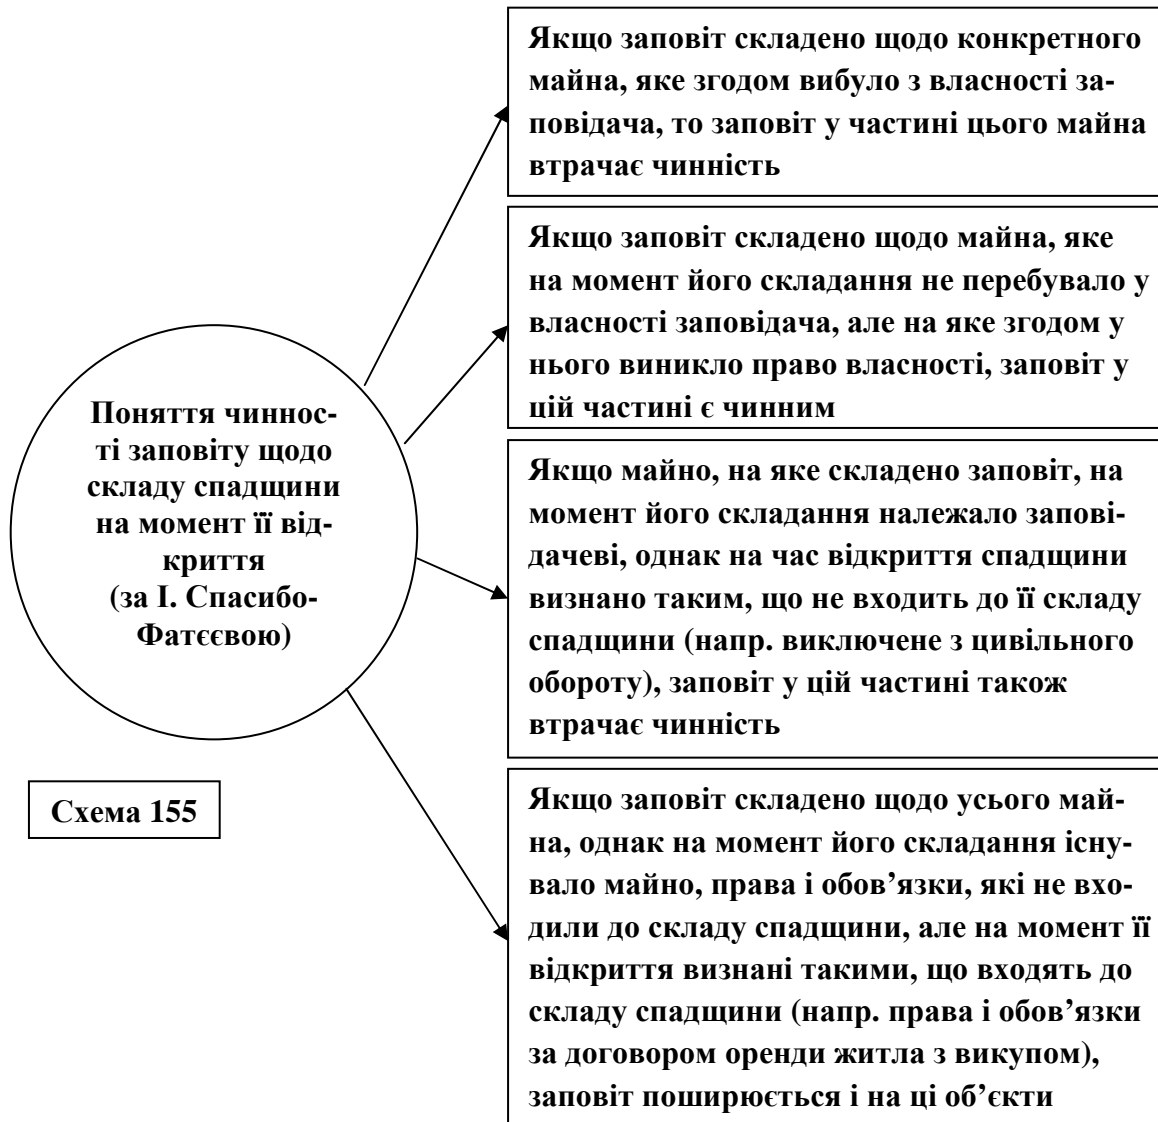 Поняття чиннос-
ті заповіту щодо
складу спадщини
на момент її від-
криття
(за І. Спасибо-
Фатєєвою)
Схема 155
Якщо заповіт складено щодо конкретного
майна, яке згодом вибуло з власності за-
повідача, то заповіт у частині цього майна
втрачає чинність
Якщо заповіт складено щодо майна, яке
на момент його складання не перебувало у
власності заповідача, але на яке згодом у
нього виникло право власності, заповіт у
цій частині є чинним
Якщо майно, на яке складено заповіт, на
момент його складання належало запові-
дачеві, однак на час відкриття спадщини
визнано таким, що не входить до її складу
спадщини (напр. виключене з цивільного
обороту), заповіт у цій частині також
втрачає чинність
Якщо заповіт складено щодо усього май-
на, однак на момент його складання існу-
вало майно, права і обов’язки, які не вхо-
дили до складу спадщини, але на момент її
відкриття визнані такими, що входять до
складу спадщини (напр. права і обов’язки
за договором оренди житла з викупом),
заповіт поширюється і на ці об’єкти